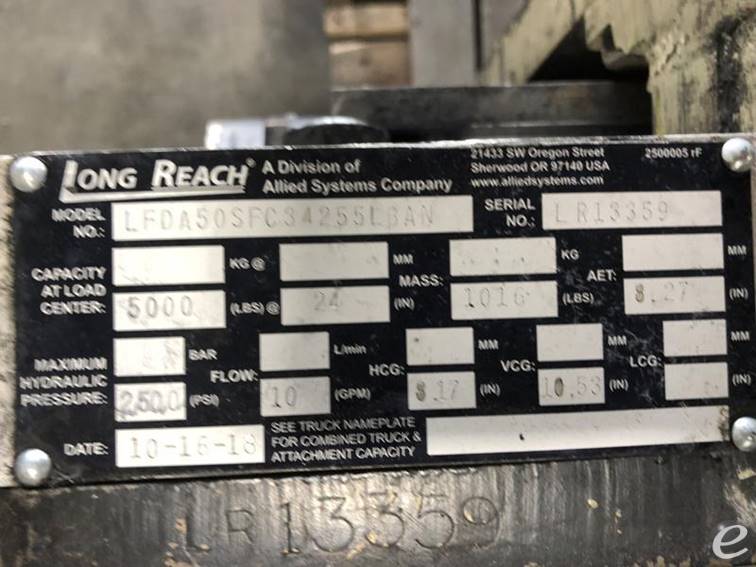 LONG REACH® A Division of Allied Systems Company
21433 SW Oregon Street
Sherwood OR 97140 USA
www.alliedsystems.com
2500005 rF
MODEL NO.: LFDA50SFC34255LBAN SERIAL NO.: LR13359
CAPACITY AT LOAD CENTER: KG @ MM MASS: KG AET: MM
5000 (LBS) @ 24 (IN) 1016 (LBS) 8.27 (IN)
MAXIMUM HYDRAULIC PRESSURE: BAR FLOW: L/min HCG: MM VCG: MM LCG: MM
2500 (PSI) 10 (GPM) 8.17 (IN) 10.53 (IN) (IN)
DATE: 10-16-18
SEE TRUCK NAMEPLATE
FOR COMBINED TRUCK &
ATTACHMENT CAPACITY
LR13359
e